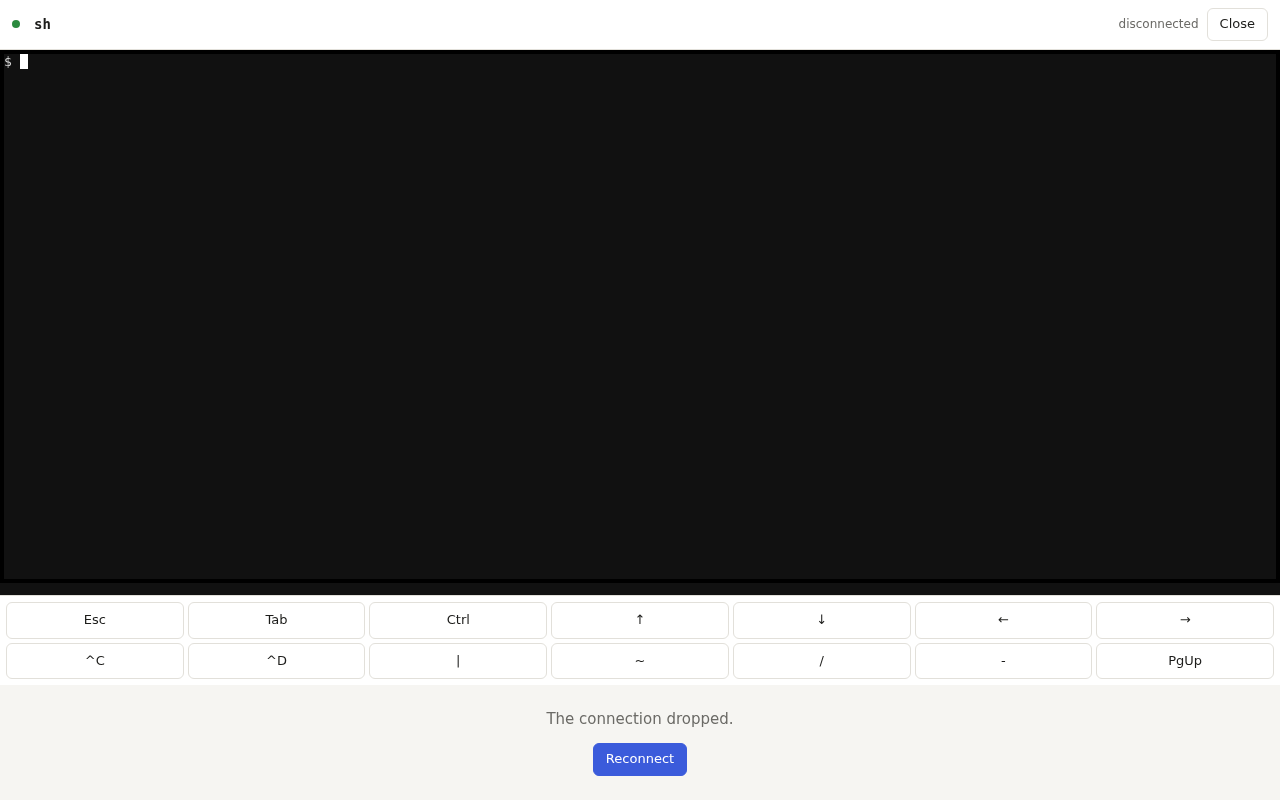 sh
disconnected
Close
$
Esc
Tab
Ctrl
↑
↓
←
→
^C
^D
|
~
/
-
PgUp
The connection dropped.
Reconnect